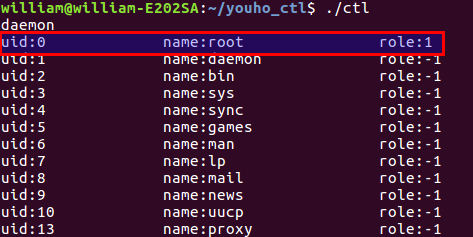 william@william-E202SA:~/youho_ctl$ ./ctl
daemon
uid:0 name:root role:1
uid:1 name:daemon role:-1
uid:2 name:bin role:-1
uid:3 name:sys role:-1
uid:4 name:sync role:-1
uid:5 name:games role:-1
uid:6 name:man role:-1
uid:7 name:lp role:-1
uid:8 name:mail role:-1
uid:9 name:news role:-1
uid:10 name:uucp role:-1
uid:13 name:proxy role:-1